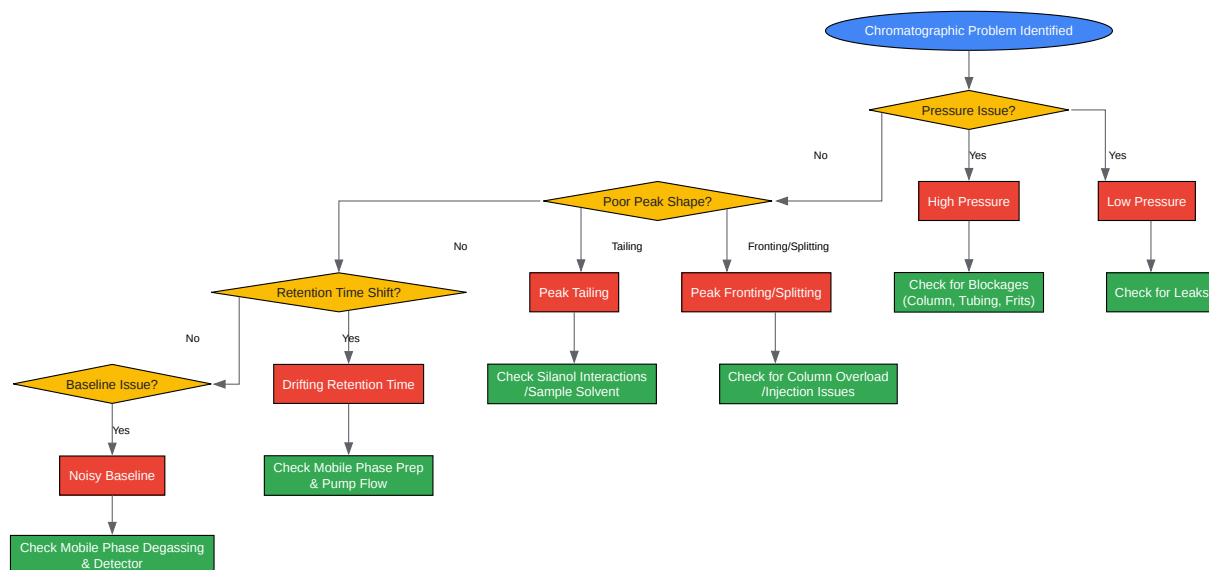 Chromatographic Problem Identified
Pressure Issue?
No
Yes
Yes
Poor Peak Shape?
High Pressure
Low Pressure
No
Tailing
Fronting/Splitting
Retention Time Shift?
Peak Tailing
Peak Fronting/Splitting
Check for Blockages
(Column, Tubing, Frits)
Check for Leaks
No
Yes
Baseline Issue?
Drifting Retention Time
Check Silanol Interactions
/Sample Solvent
Check for Column Overload
/Injection Issues
Yes
Noisy Baseline
Check Mobile Phase Prep
& Pump Flow
Check Mobile Phase Degassing
& Detector